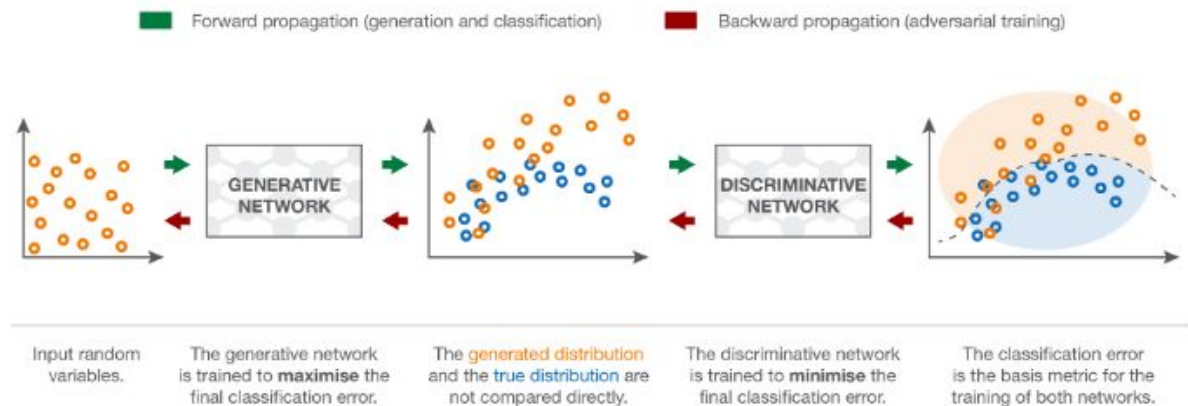 Forward propagation (generation and classification)
Backward propagation (adversarial training)
GENERATIVE
NETWORK
DISCRIMINATIVE
NETWORK
Input random
variables.
The generative network
is trained to maximise the
final classification error.
The generated distribution
and the true distribution are
not compared directly.
The discriminative network
is trained to minimise the
final classification error.
The classification error
is the basis metric for the
training of both networks.